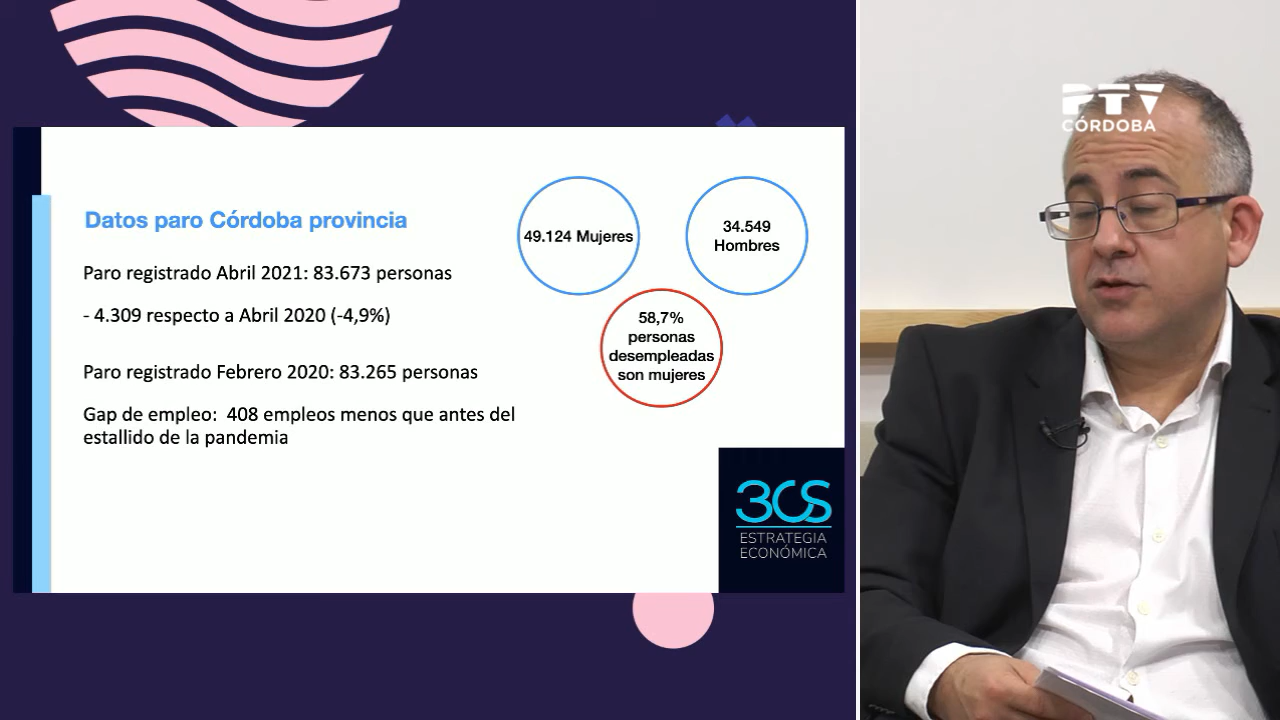 Datos paro Córdoba provincia
Paro registrado Abril 2021: 83.673 personas
- 4.309 respecto a Abril 2020 (-4,9%)
Paro registrado Febrero 2020: 83.265 personas
Gap de empleo:  408 empleos menos que antes del
estallido de la pandemia
49.124 Mujeres
34.549
Hombres
58,7%
personas
desempleadas
son mujeres
3CS
ESTRATEGIA
ECONÓMICA
PTV
CÓRDOBA